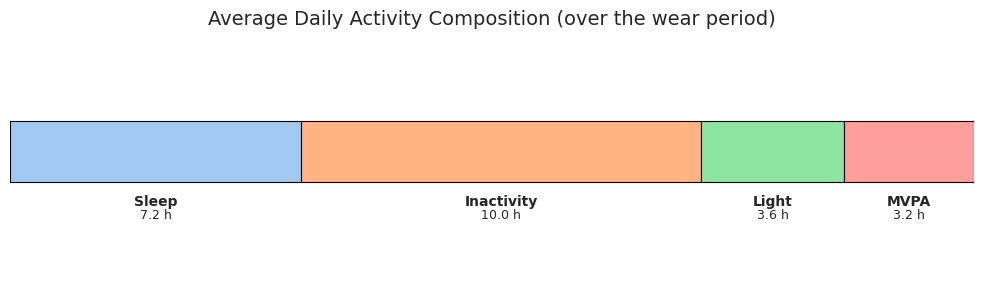 Average Daily Activity Composition (over the wear period)
Sleep Inactivity Light MVPA
7.2 h 10.0 h 3.6 h 3.2 h